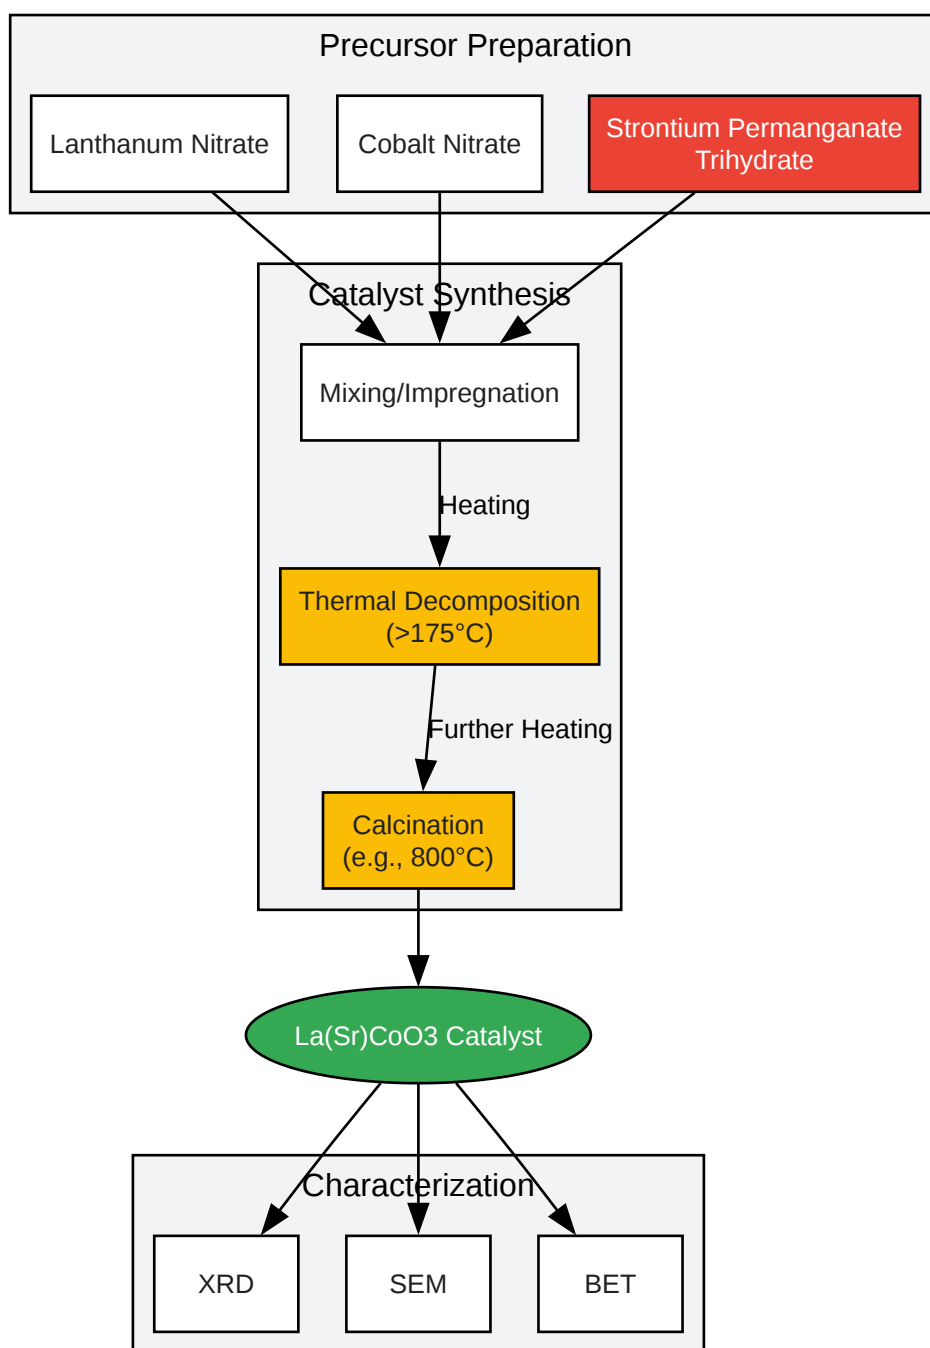 Precursor Preparation
Lanthanum Nitrate
Cobalt Nitrate
Strontium Permanganate
Trihydrate
Catalyst Synthesis
Mixing/Impregnation
Heating
Thermal Decomposition
(>175°C)
Further Heating
Calcination
(e.g., 800°C)
La(Sr)CoO3 Catalyst
Characterization
XRD
SEM
BET